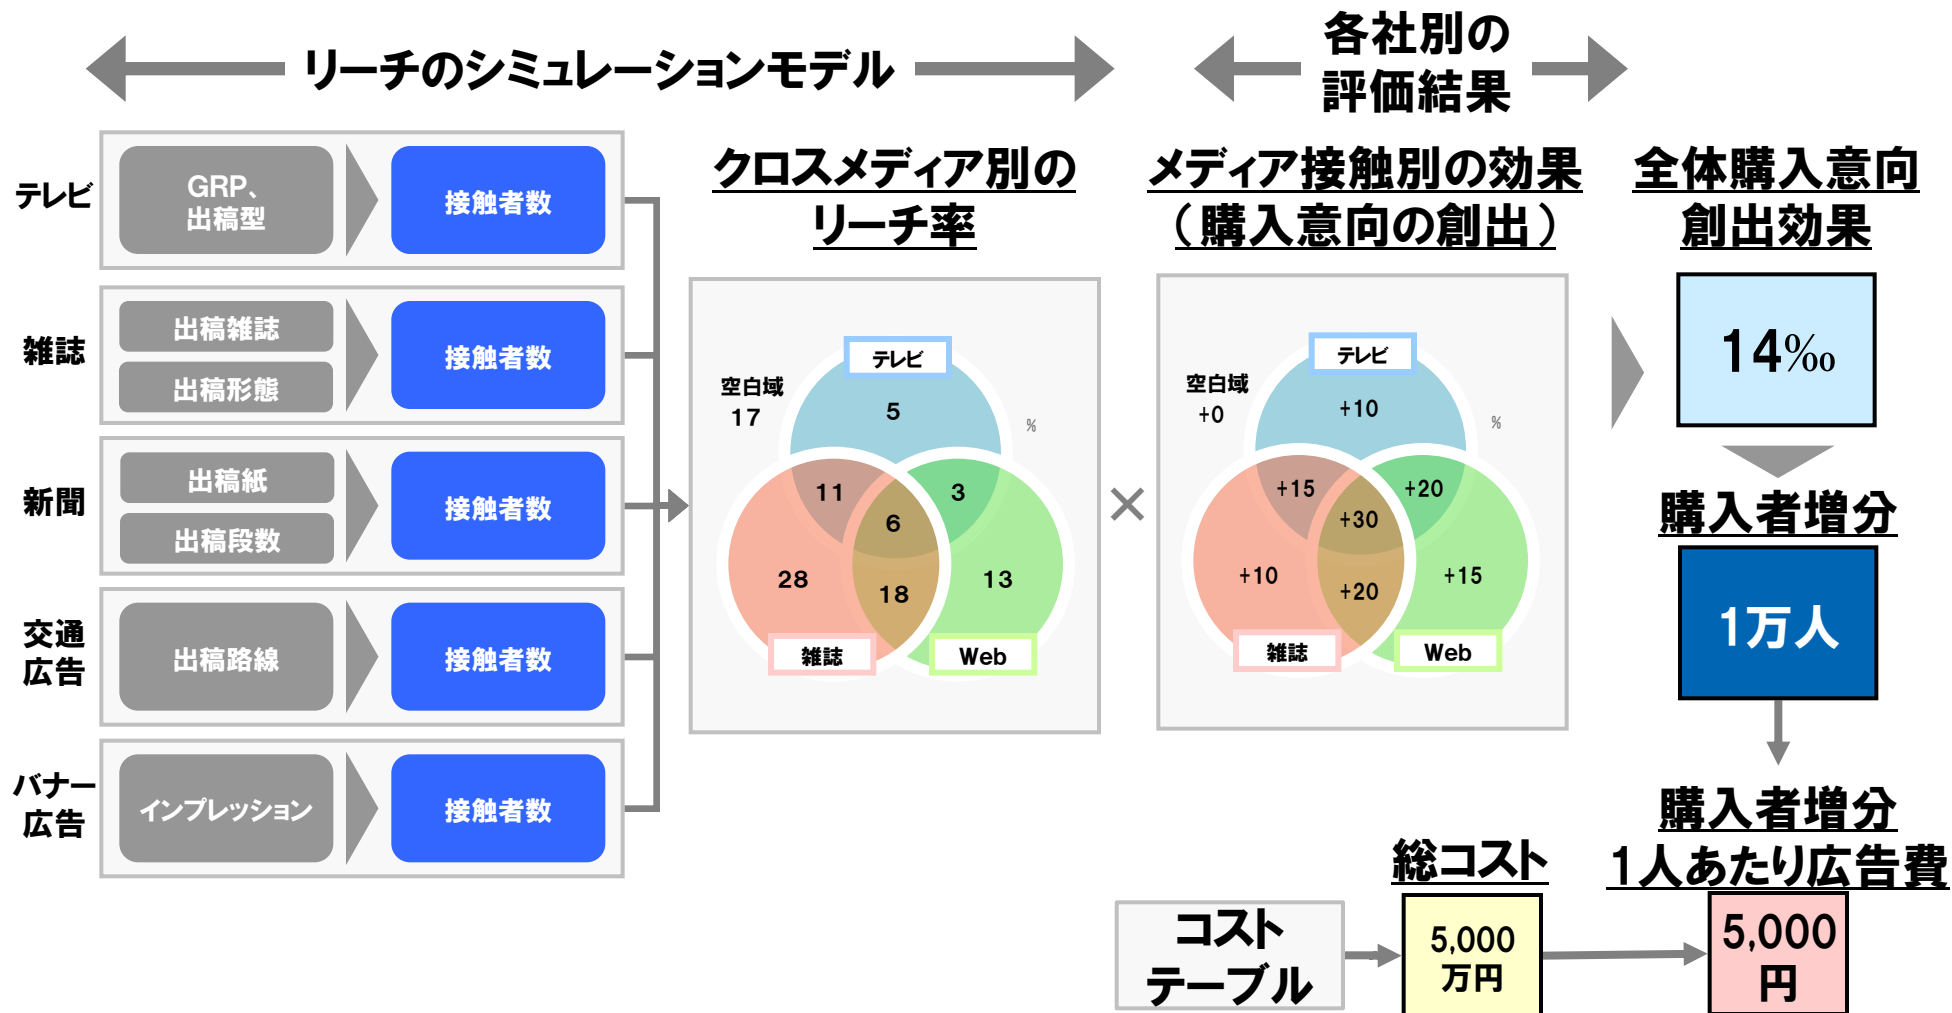 リーチのシミュレーションモデル
各社別の
評価結果
テレビ
GRP、
出稿型
接触者数
雑誌
出稿雑誌
出稿形態
接触者数
新聞
出稿紙
出稿段数
接触者数
交通
広告
出稿路線
接触者数
バナー
広告
インプレッション
接触者数
クロスメディア別の
リーチ率
テレビ
空白域
17
5
%
11
3
6
28
18
13
雑誌
Web
×
メディア接触別の効果
（購入意向の創出）
テレビ
空白域
+0
+10
%
+15
+20
+30
+10
+20
+15
雑誌
Web
全体購入意向
創出効果
14‰
購入者増分
1万人
購入者増分
1人あたり広告費
5,000
円
総コスト
5,000
万円
コスト
テーブル